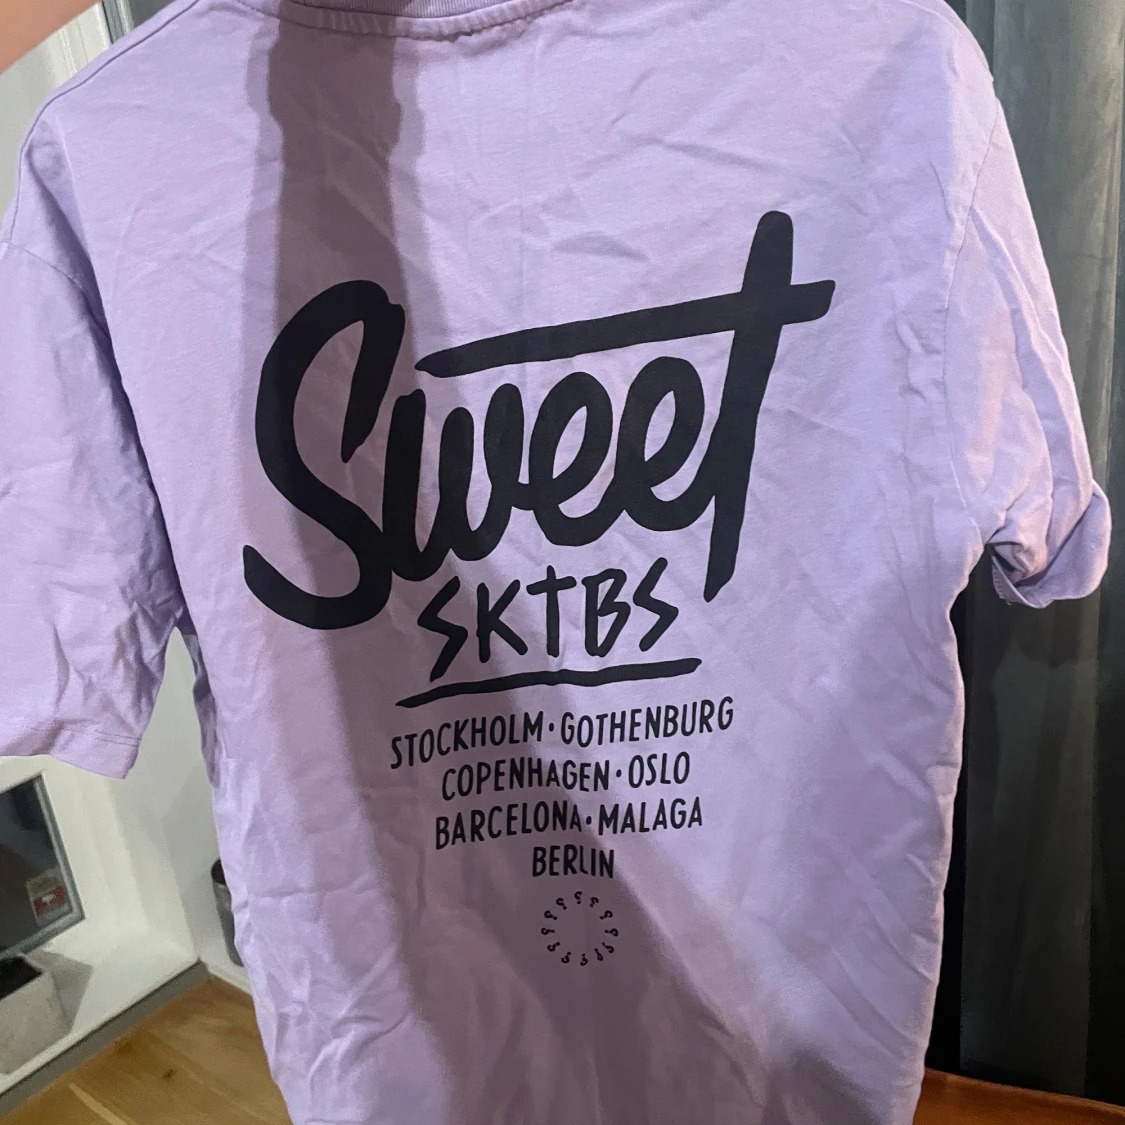 Sweet
SKTBS
STOCKHOLM · GOTHENBURG
COPENHAGEN · OSLO
BARCELONA · MALAGA
BERLIN